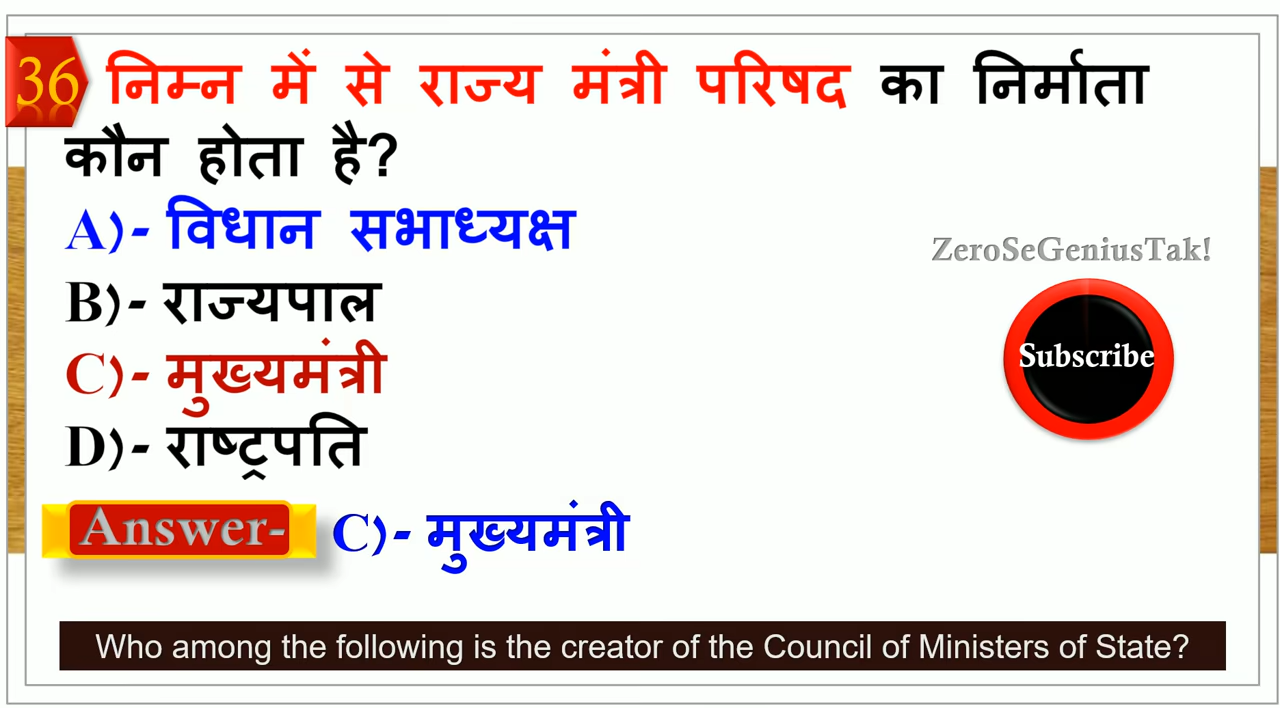 36 निम्न में से राज्य मंत्री परिषद का निर्माता
कौन होता है?
A)- विधान सभाध्यक्ष
ZeroSeGeniusTak!
B)- राज्यपाल
Subscribe
C)- मुख्यमंत्री
D)- राष्ट्रपति
Answer- C)- मुख्यमंत्री
Who among the following is the creator of the Council of Ministers of State?